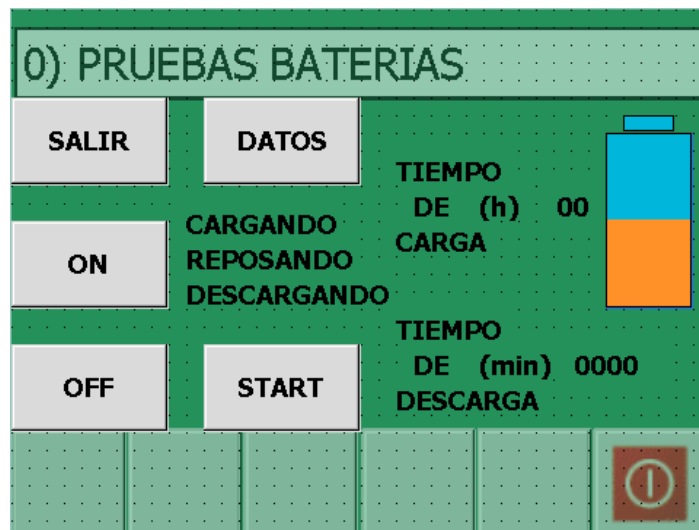 0) PRUEBAS BATERIAS
SALIR
DATOS
ON
CARGANDO
REPOSANDO
DESCARGANDO
TIEMPO
DE (h) 00
CARGA
OFF
START
TIEMPO
DE (min) 0000
DESCARGA